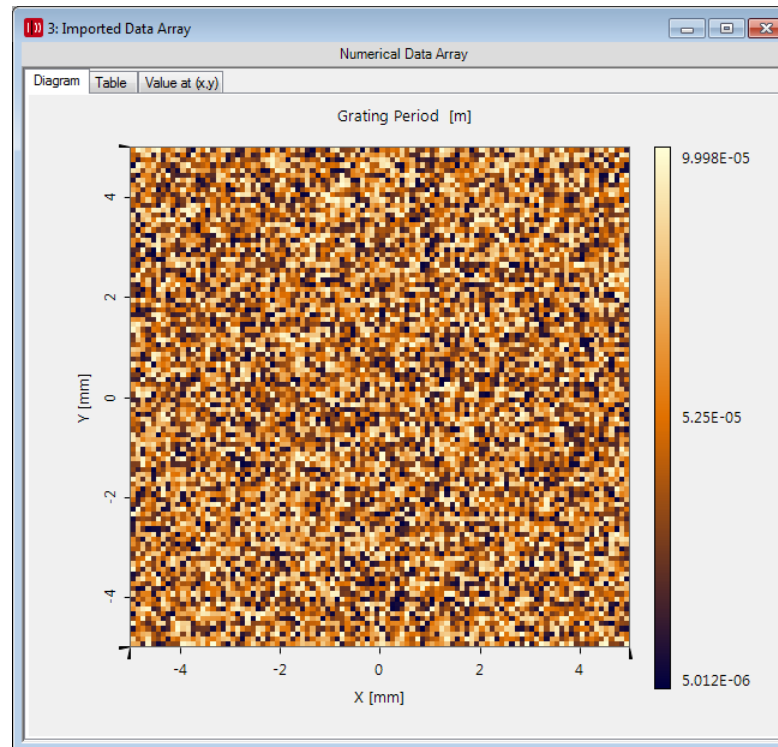 3: Imported Data Array
Numerical Data Array
Diagram Table Value at (x,y)
Grating Period [m]
9.998E-05
5.25E-05
5.012E-06
4
2
0
-2
-4
Y [mm]
-4 -2 0 2 4
X [mm]